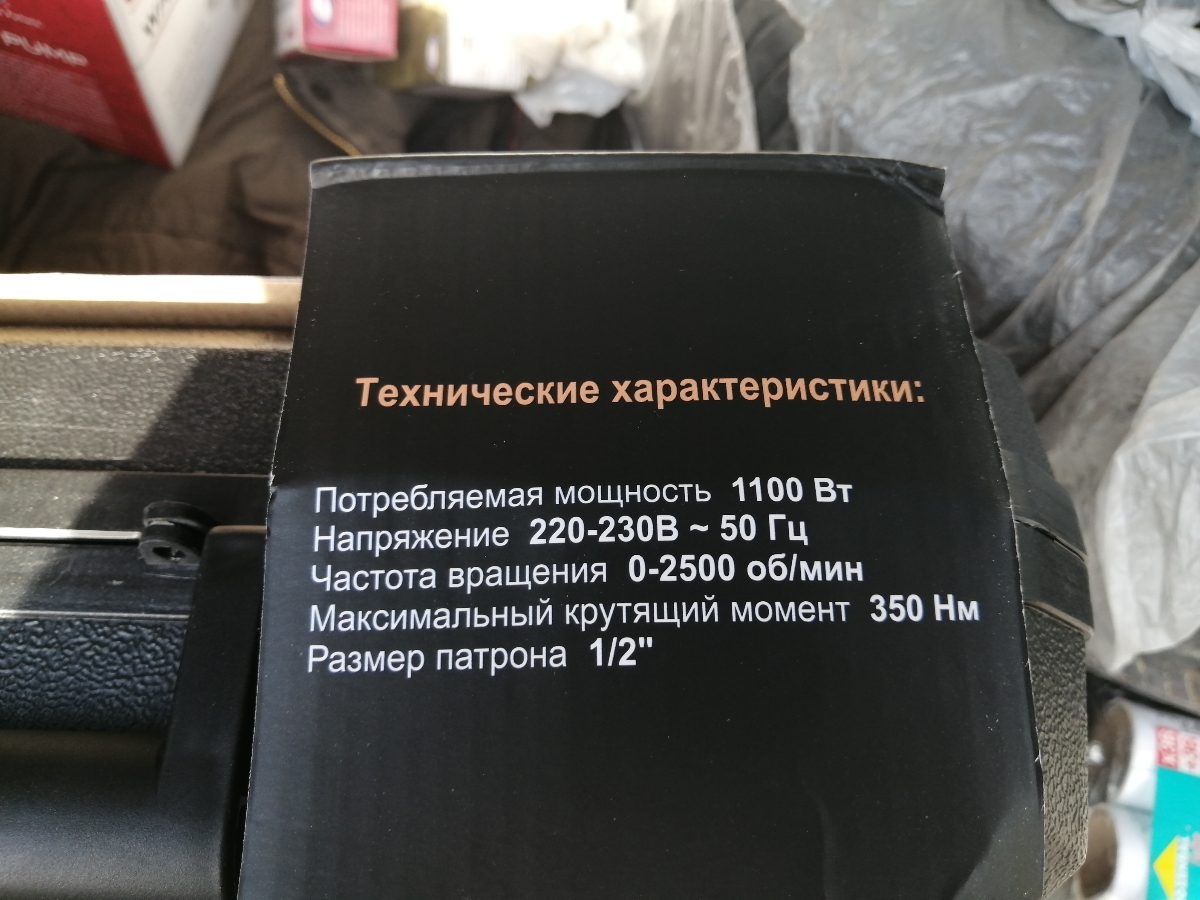 PUMP
Технические характеристики:
Потребляемая мощность 1100 Вт
Напряжение 220-230В ~ 50 Гц
Частота вращения 0-2500 об/мин
Максимальный крутящий момент 350 Нм
Размер патрона 1/2"